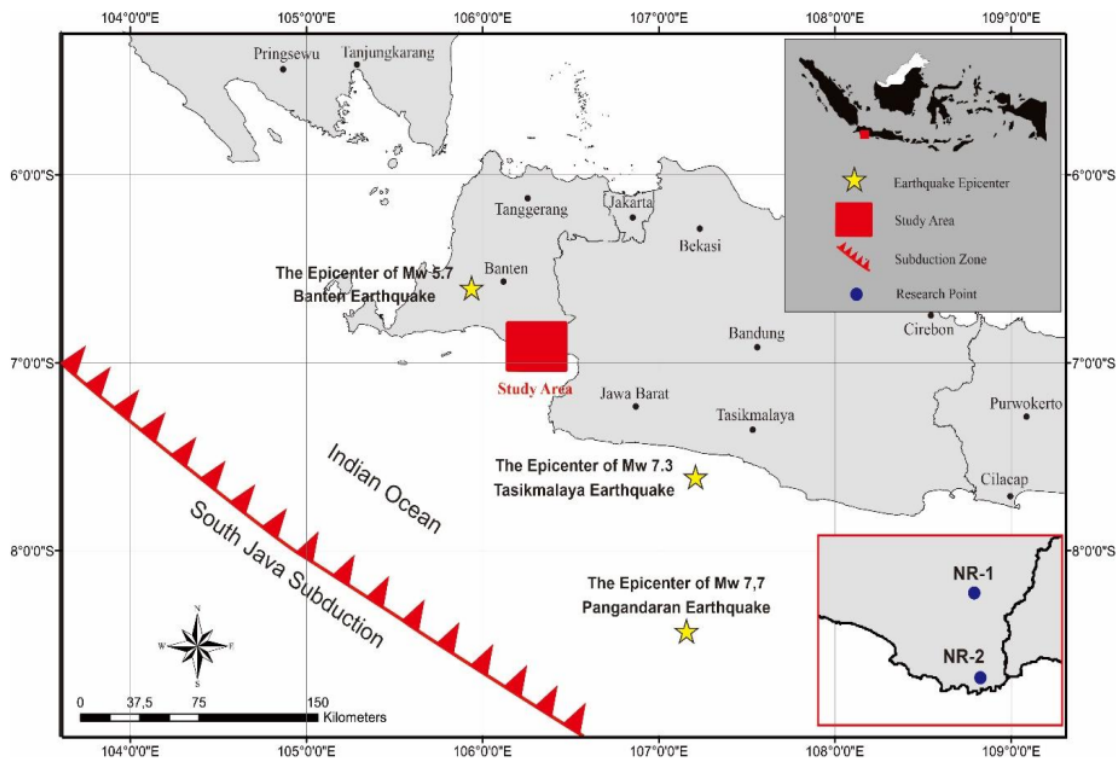 104°0'0"E 105°0'0"E 106°0'0"E 107°0'0"E 108°0'0"E 109°0'0"E
Pringsewu
Tanjungkarang
6°0'0"S
6°0'0"S
Tanggerang
Jakarta
Bekasi
Earthquake Epicenter
Study Area
Subduction Zone
Research Point
The Epicenter of Mw 5.7
Banten Earthquake
Banten
Bandung
Cirebon
7°0'0"S
7°0'0"S
Study Area
Jawa Barat
Tasikmalaya
Purwokerto
The Epicenter of Mw 7.3
Tasikmalaya Earthquake
Cilacap
Indian Ocean
South Java Subduction
8°0'0"S
8°0'0"S
The Epicenter of Mw 7,7
Pangandaran Earthquake
NR-1
NR-2
N
W E
S
0 37,5 75 150
Kilometers
104°0'0"E 105°0'0"E 106°0'0"E 107°0'0"E 108°0'0"E 109°0'0"E